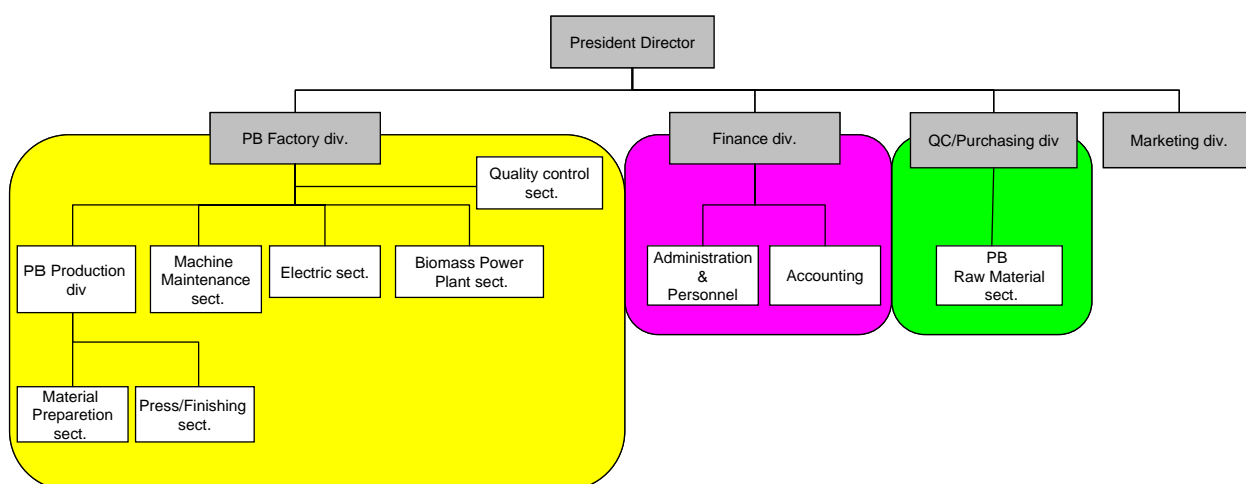 President Director
PB Factory div.
Finance div.
QC/Purchasing div
Marketing div.
Quality control
sect.
PB Production
div
Machine
Maintenance
sect.
Electric sect.
Biomass Power
Plant sect.
Administration
&
Personnel
Accounting
PB
Raw Material
sect.
Material
Preparetion
sect.
Press/Finishing
sect.